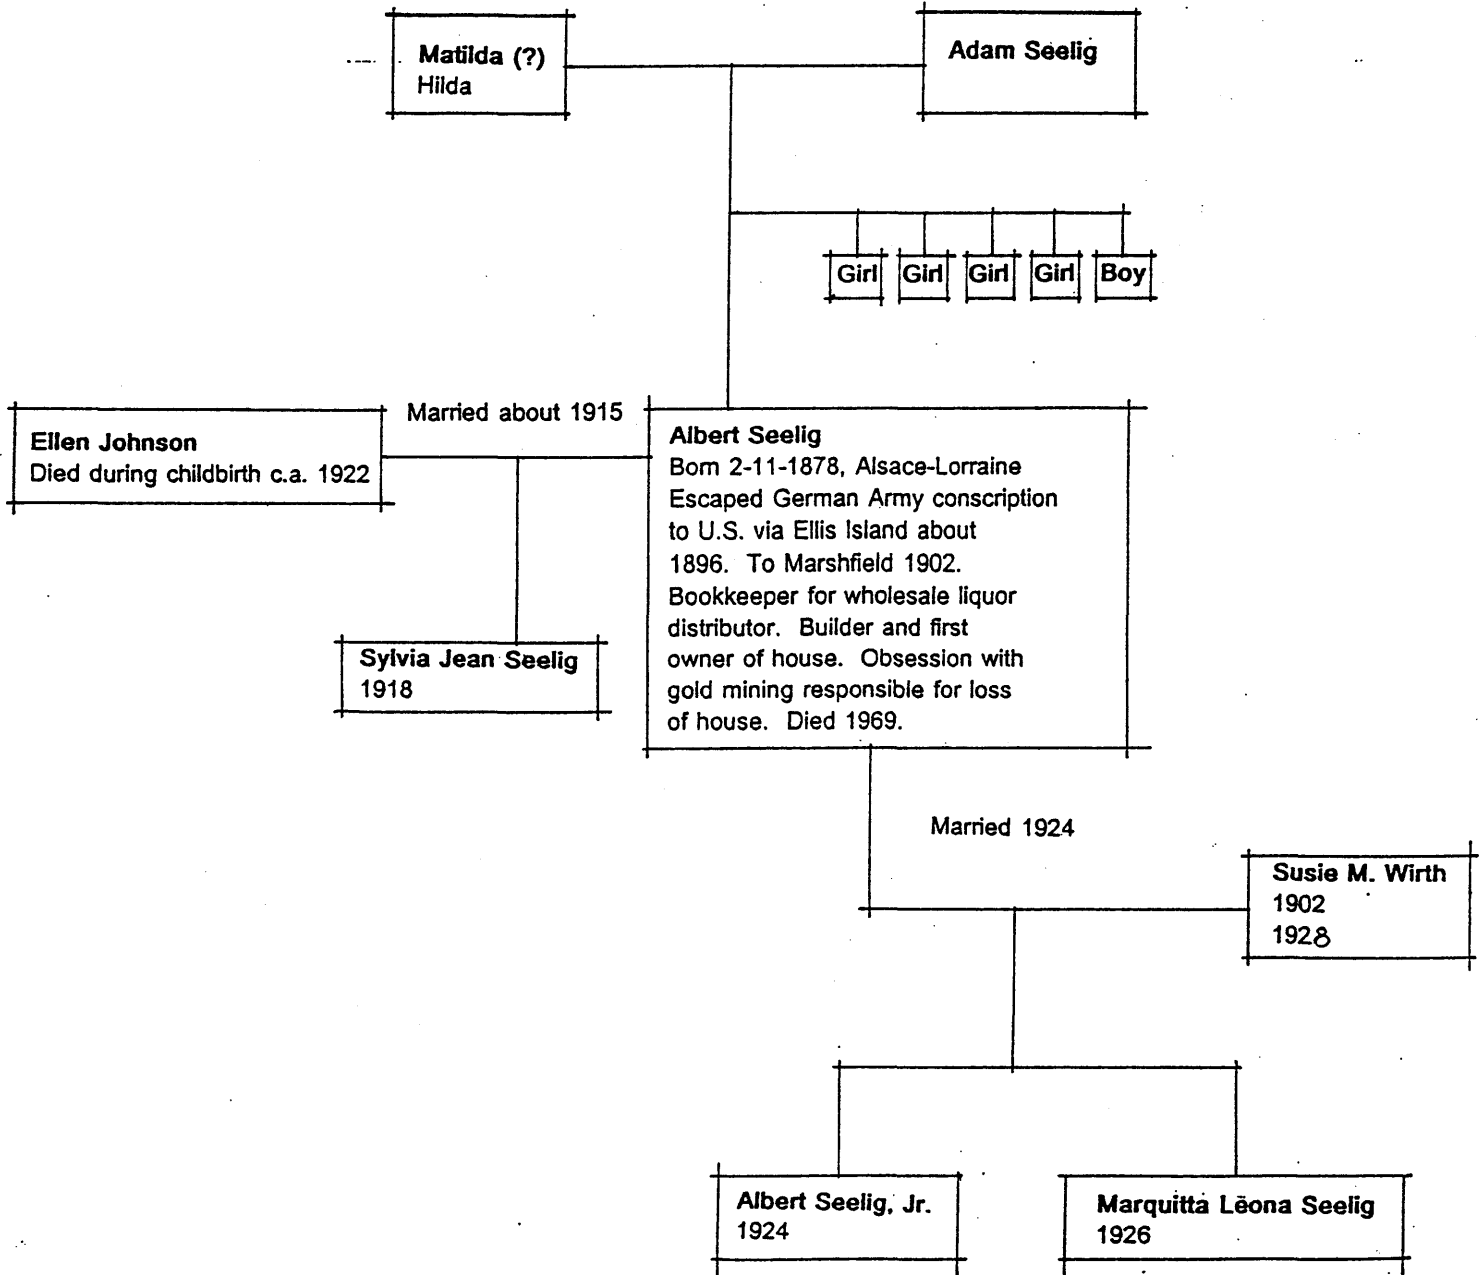 Matilda (?)
Hilda
Adam Seelig
Girl
Girl
Girl
Girl
Boy
Married about 1915
Ellen Johnson
Died during childbirth c.a. 1922
Albert Seelig
Born 2-11-1878, Alsace-Lorraine
Escaped German Army conscription
to U.S. via Ellis Island about
1896. To Marshfield 1902.
Bookkeeper for wholesale liquor
distributor. Builder and first
owner of house. Obsession with
gold mining responsible for loss
of house. Died 1969.
Sylvia Jean Seelig
1918
Married 1924
Susie M. Wirth
1902
1928
Albert Seelig, Jr.
1924
Marquitta Leona Seelig
1926